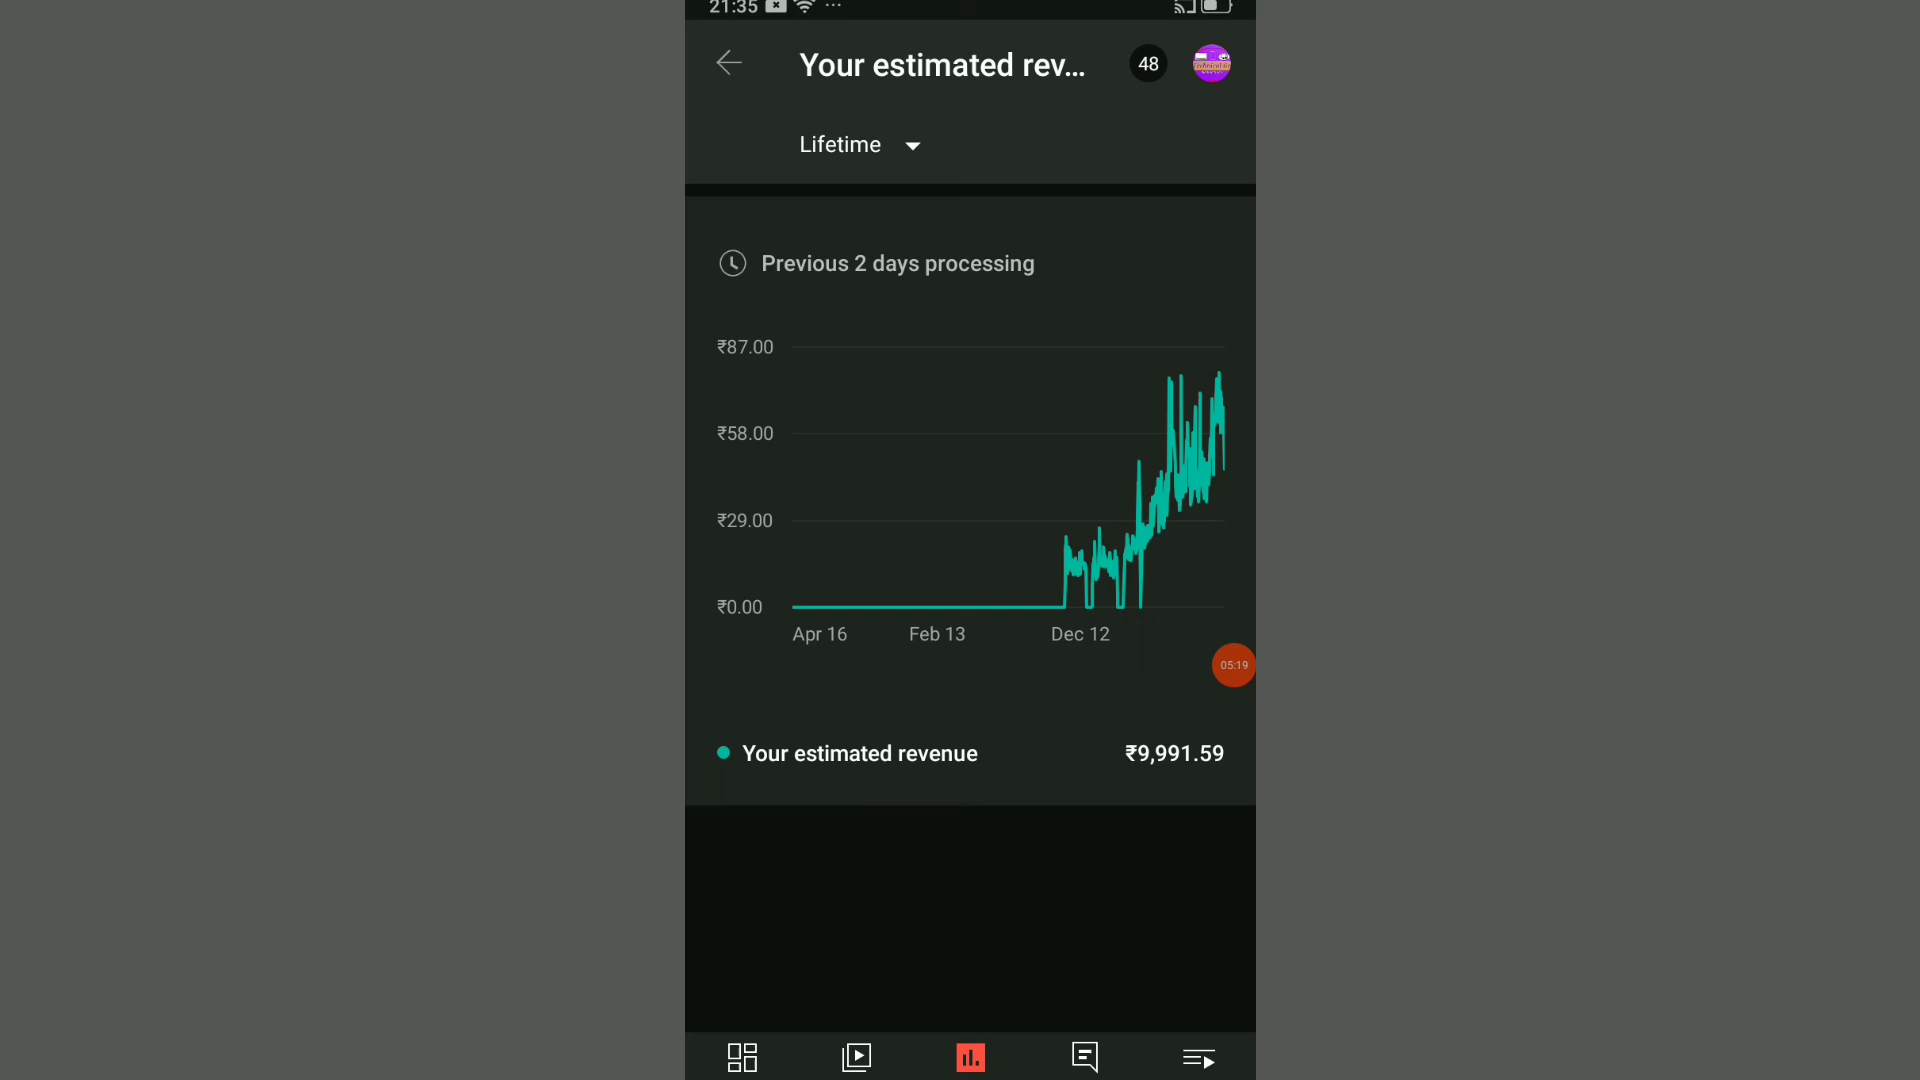 21:35
Your estimated rev...
48
Lifetime
Previous 2 days processing
₹87.00
₹58.00
₹29.00
₹0.00
Apr 16
Feb 13
Dec 12
05:19
Your estimated revenue
₹9,991.59